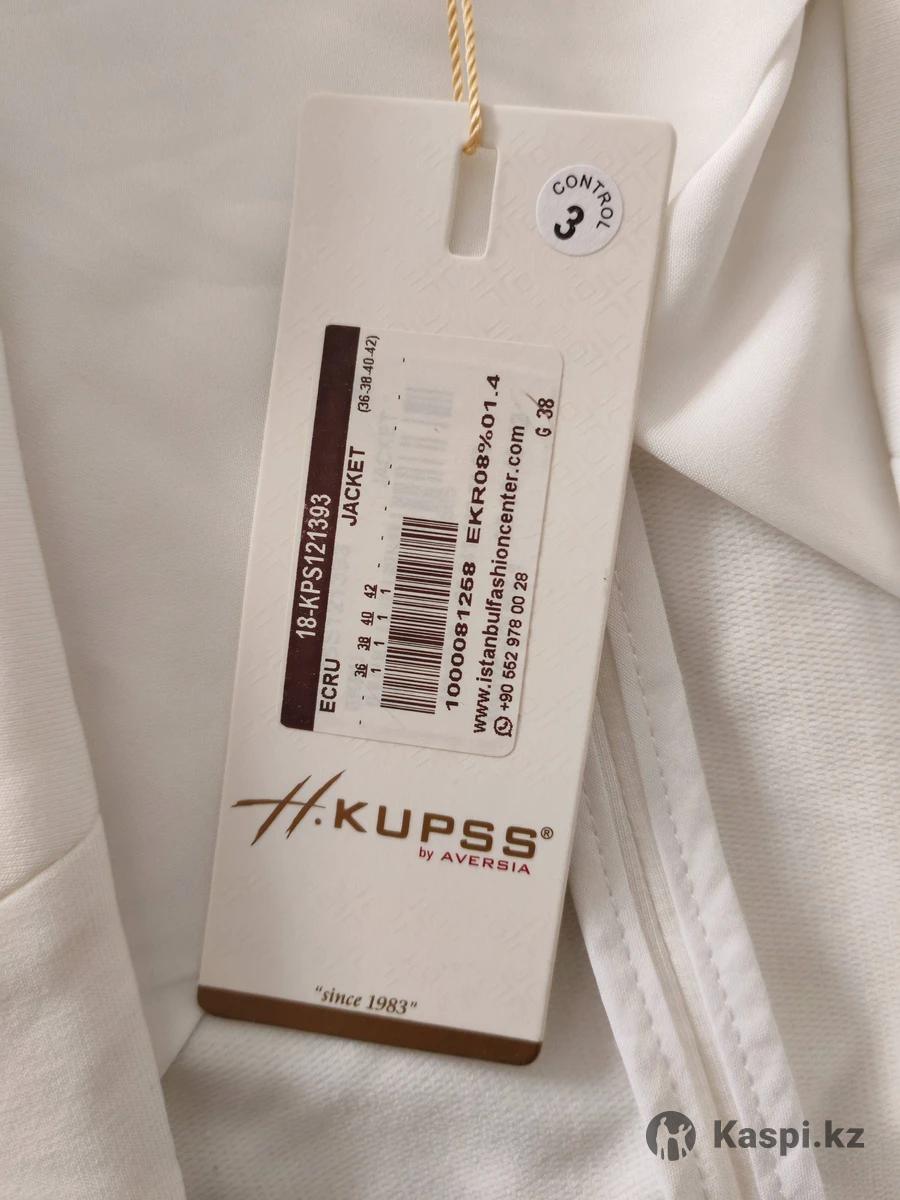 CONTROL
3
18-KPS121393
ECRU JACKET (36-38-40-42)
- 36 38 40 42 - - - -
- 1 1 1 1 - - - -
1000081258 EKR08%01.4
www.istanbulfashioncenter.com
+90 552 978 00 28
G 38
H.KUPSS®
by AVERSIA
"since 1983"
Kaspi.kz